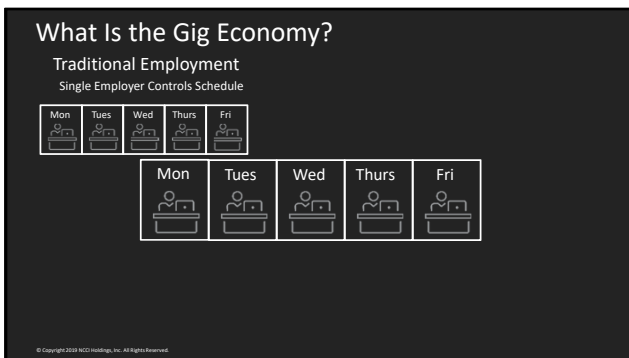 What Is the Gig Economy?
Traditional Employment
Single Employer Controls Schedule
Mon Tues Wed Thurs Fri
Mon Tues Wed Thurs Fri
© Copyright 2019 NCCI Holdings, Inc. All Rights Reserved.